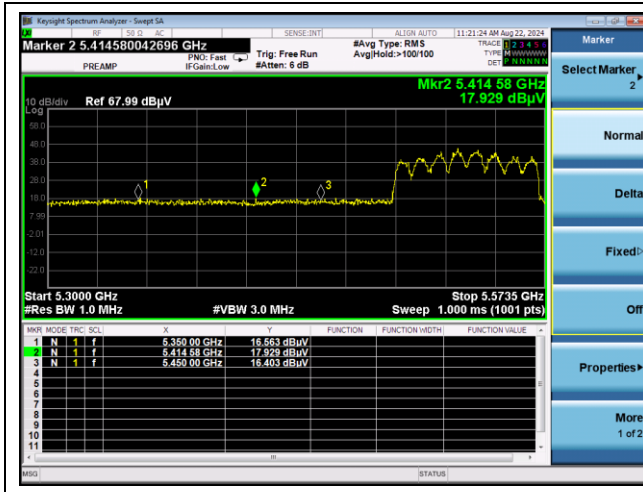 Keysight Spectrum Analyzer - Swept SA
RF 50 Ω AC SENSE:INT ALIGN AUTO 11:21:24 AM Aug 22, 2024
Marker 2 5.414580042696 GHz
PREAMP
PNO: Fast
IFGain:Low
Trig: Free Run
#Atten: 6 dB
#Avg Type: RMS
Avg|Hold:>100/100
TRACE 1 2 3 4 5 6
TYPE M WWWWW
DET P N N N N N
Mkr2 5.414 58 GHz
17.929 dBµV
10 dB/div Ref 67.99 dBµV
Log
58.0
48.0
38.0
28.0
18.0
7.99
-2.01
-12.0
-22.0
1
2
3
Start 5.3000 GHz Stop 5.5735 GHz
#Res BW 1.0 MHz #VBW 3.0 MHz Sweep 1.000 ms (1001 pts)
MKR MODE TRC SCL X Y FUNCTION FUNCTION WIDTH FUNCTION VALUE
1 N 1 f 5.350 00 GHz 16.563 dBµV
2 N 1 f 5.414 58 GHz 17.929 dBµV
3 N 1 f 5.450 00 GHz 16.403 dBµV
4
5
6
7
8
9
10
11
MSG STATUS
Marker
Select Marker
2
Normal
Delta
Fixed
Off
Properties
More
1 of 2